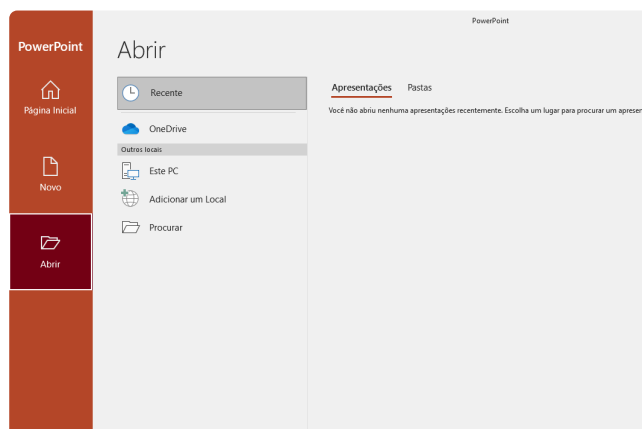 PowerPoint
PowerPoint
Abrir
Página Inicial
Novo
Abrir
Recente
OneDrive
Outros locais
Este PC
Adicionar um Local
Procurar
Apresentações Pastas
Você não abriu nenhuma apresentações recentemente. Escolha um lugar para procurar um apresen